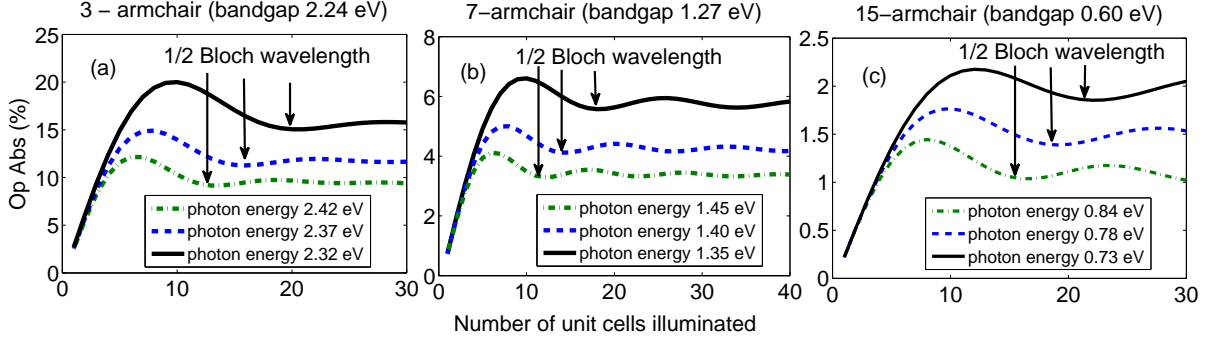 3 – armchair (bandgap 2.24 eV)
7–armchair (bandgap 1.27 eV)
15–armchair (bandgap 0.60 eV)
Op Abs (%)
25
20
15
10
5
0
(a)
1/2 Bloch wavelength
photon energy 2.42 eV
photon energy 2.37 eV
photon energy 2.32 eV
0 10 20 30
8
6
4
2
0
(b)
1/2 Bloch wavelength
photon energy 1.45 eV
photon energy 1.40 eV
photon energy 1.35 eV
0 10 20 30 40
2.5
2
1.5
1
0.5
0
(c)
1/2 Bloch wavelength
photon energy 0.84 eV
photon energy 0.78 eV
photon energy 0.73 eV
0 10 20 30
Number of unit cells illuminated